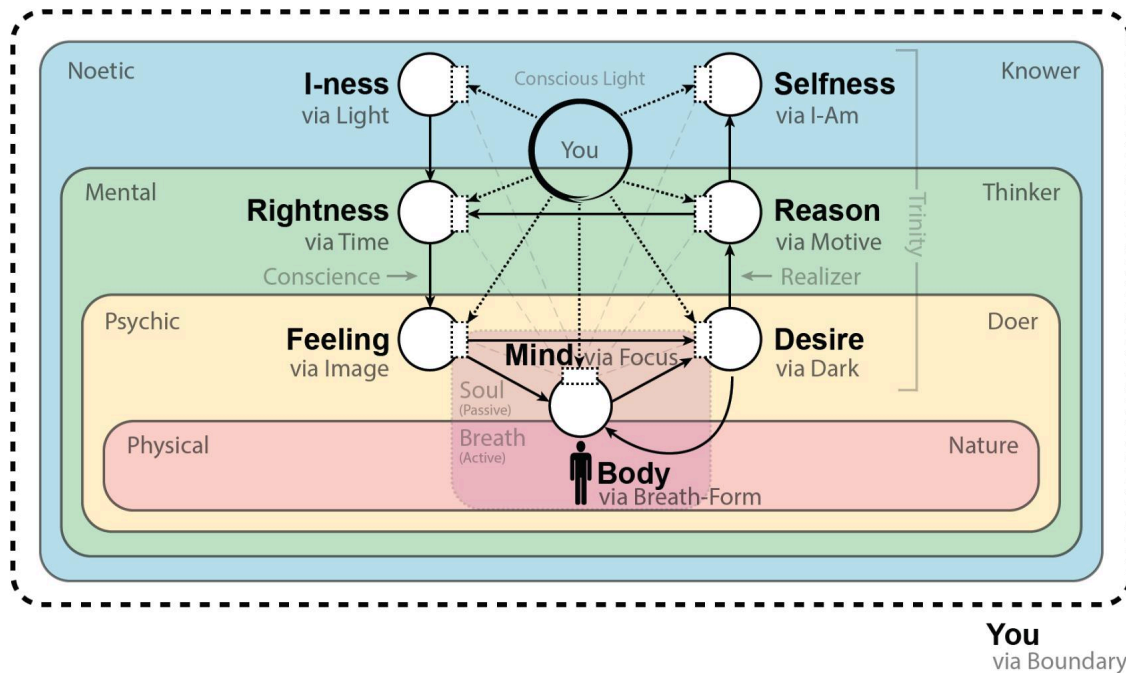 Noetic
I-ness
via Light
Conscious Light
Selfness
via I-Am
Knower
You
Mental
Rightness
via Time
Reason
via Motive
Thinker
Trinity
Conscience
Realizer
Psychic
Feeling
via Image
Mind via Focus
Desire
via Dark
Doer
Soul
(Passive)
Breath
(Active)
Physical
Body
via Breath-Form
Nature
You
via Boundary